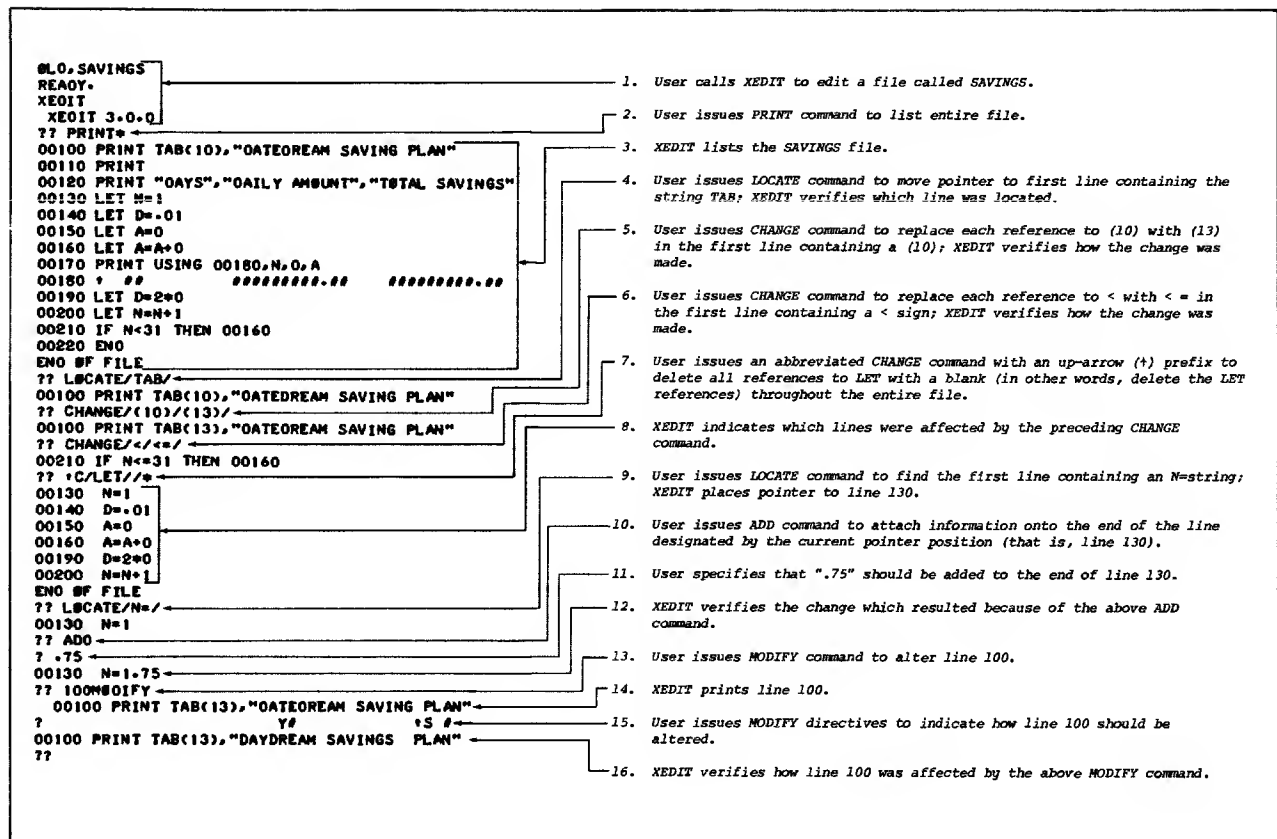 OLD,SAVINGS
READY.
XEDIT
XEDIT 3.0.0
?? PRINT*
00100 PRINT TAB(10),"DATEDREAM SAVING PLAN"
00110 PRINT
00120 PRINT "DAYS","DAILY AMOUNT","TOTAL SAVINGS"
00130 LET N=1
00140 LET D=.01
00150 LET A=0
00160 LET A=A+D
00170 PRINT USING 00180,N,D,A
00180 ↑ ## #########.## #########.##
00190 LET D=2*D
00200 LET N=N+1
00210 IF N<31 THEN 00160
00220 END
END OF FILE
?? LOCATE/TAB/
00100 PRINT TAB(10),"DATEDREAM SAVING PLAN"
?? CHANGE/(10)/(13)/
00100 PRINT TAB(13),"DATEDREAM SAVING PLAN"
?? CHANGE/</<=/
00210 IF N<=31 THEN 00160
?? ↑C/LET//*
00130 N=1
00140 D=.01
00150 A=0
00160 A=A+D
00190 D=2*D
00200 N=N+1
END OF FILE
?? LOCATE/N=/
00130 N=1
?? ADD
? .75
00130 N=1.75
?? 100MODIFY
00100 PRINT TAB(13),"DATEDREAM SAVING PLAN"
? Y# ↑S #
00100 PRINT TAB(13),"DAYDREAM SAVINGS PLAN"
??
1. User calls XEDIT to edit a file called SAVINGS.
2. User issues PRINT command to list entire file.
3. XEDIT lists the SAVINGS file.
4. User issues LOCATE command to move pointer to first line containing the
string TAB; XEDIT verifies which line was located.
5. User issues CHANGE command to replace each reference to (10) with (13)
in the first line containing a (10); XEDIT verifies how the change was
made.
6. User issues CHANGE command to replace each reference to < with < = in
the first line containing a < sign; XEDIT verifies how the change was
made.
7. User issues an abbreviated CHANGE command with an up-arrow (↑) prefix to
delete all references to LET with a blank (in other words, delete the LET
references) throughout the entire file.
8. XEDIT indicates which lines were affected by the preceding CHANGE
command.
9. User issues LOCATE command to find the first line containing an N=string;
XEDIT places pointer to line 130.
10. User issues ADD command to attach information onto the end of the line
designated by the current pointer position (that is, line 130).
11. User specifies that ".75" should be added to the end of line 130.
12. XEDIT verifies the change which resulted because of the above ADD
command.
13. User issues MODIFY command to alter line 100.
14. XEDIT prints line 100.
15. User issues MODIFY directives to indicate how line 100 should be
altered.
16. XEDIT verifies how line 100 was affected by the above MODIFY command.